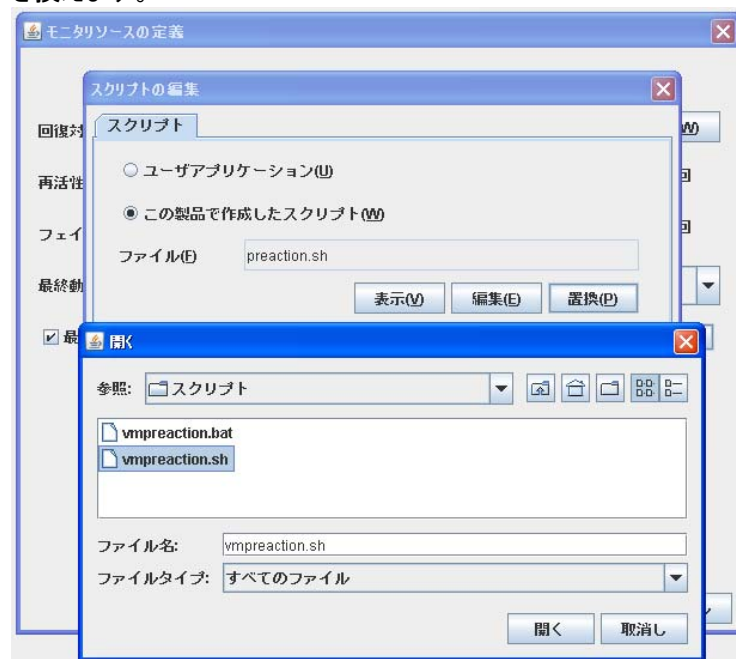 を換えます。
モニタリソースの定義
スクリプトの編集
スクリプト
回復対
W)
ユーザアプリケーション(U)
再活性
回
この製品で作成したスクリプト(W)
フェイ
回
ファイル(F) preaction.sh
最終動
表示(V) 編集(E) 置換(P)
最
開く
参照: スクリプト
vmpreaction.bat
vmpreaction.sh
ファイル名: vmpreaction.sh
ファイルタイプ: すべてのファイル
開く 取消し